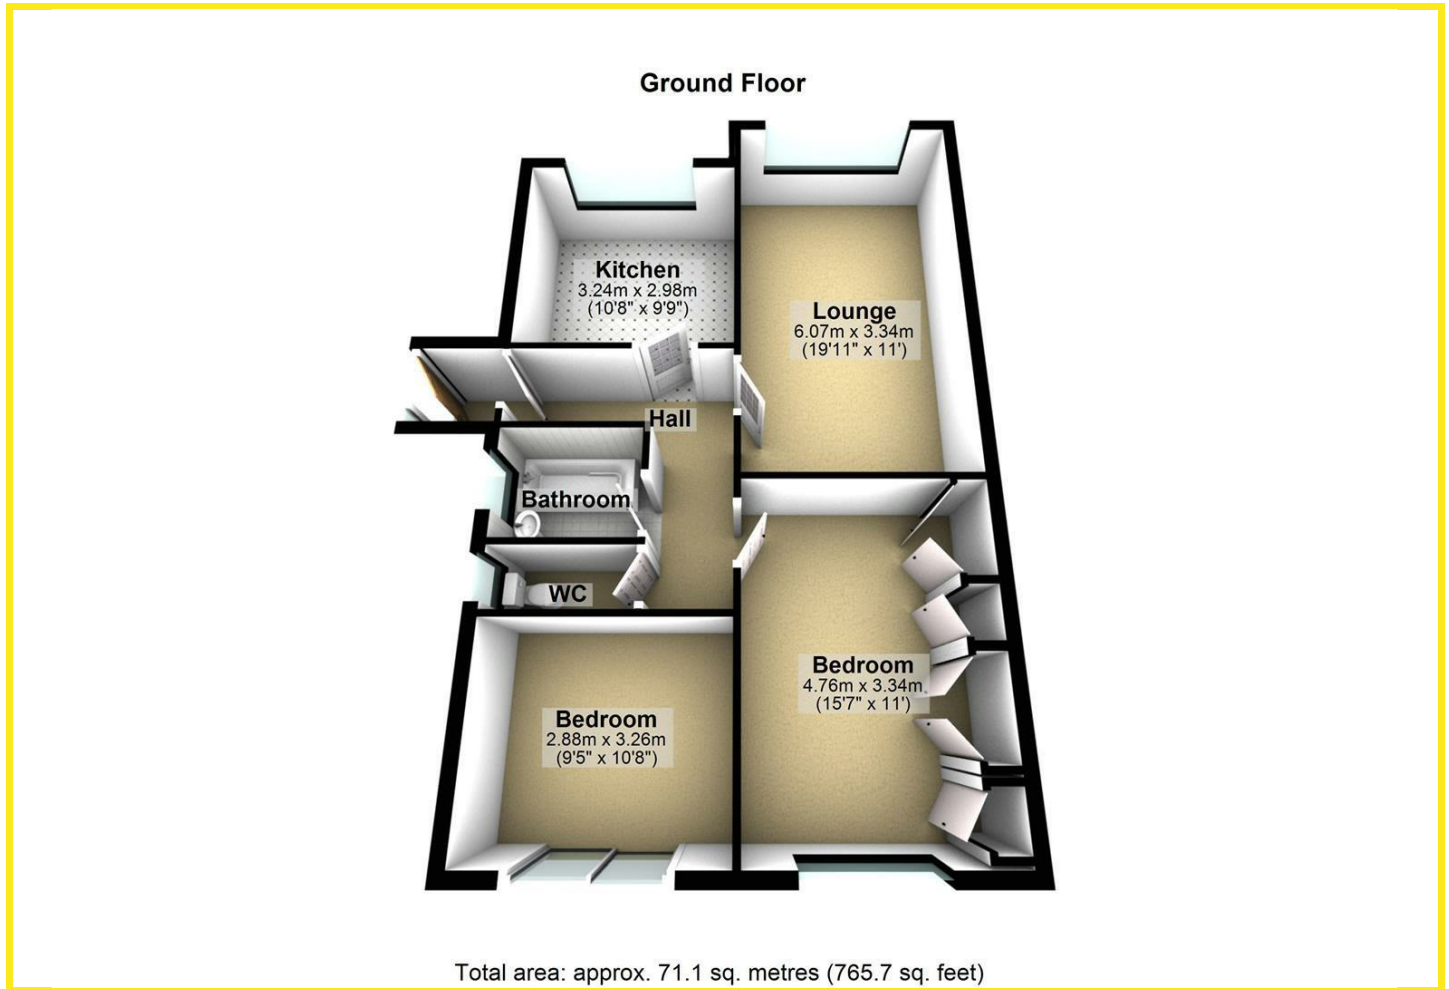 Ground Floor
Kitchen
3.24m x 2.98m
(10'8" x 9'9")
Lounge
6.07m x 3.34m
(19'11" x 11')
Hall
Bathroom
WC
Bedroom
4.76m x 3.34m
(15'7" x 11')
Bedroom
2.88m x 3.26m
(9'5" x 10'8")
Total area: approx. 71.1 sq. metres (765.7 sq. feet)